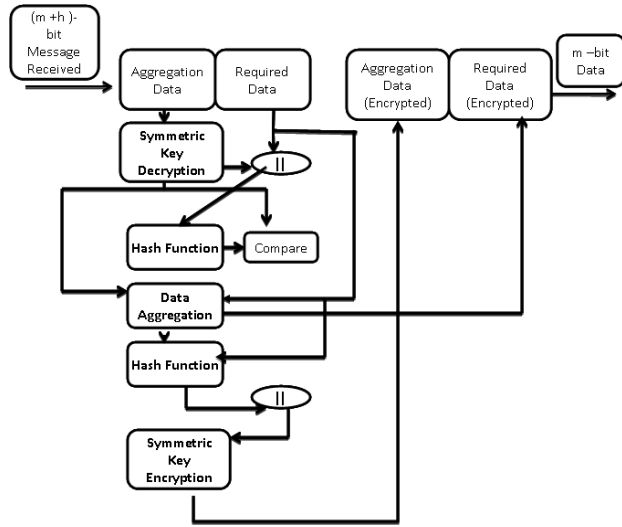 (m +h )-
bit
Message
Received
Aggregation
Data
Required
Data
Aggregation
Data
(Encrypted)
Required
Data
(Encrypted)
m –bit
Data
Symmetric
Key
Decryption
||
Hash Function
Compare
Data
Aggregation
Hash Function
||
Symmetric
Key
Encryption